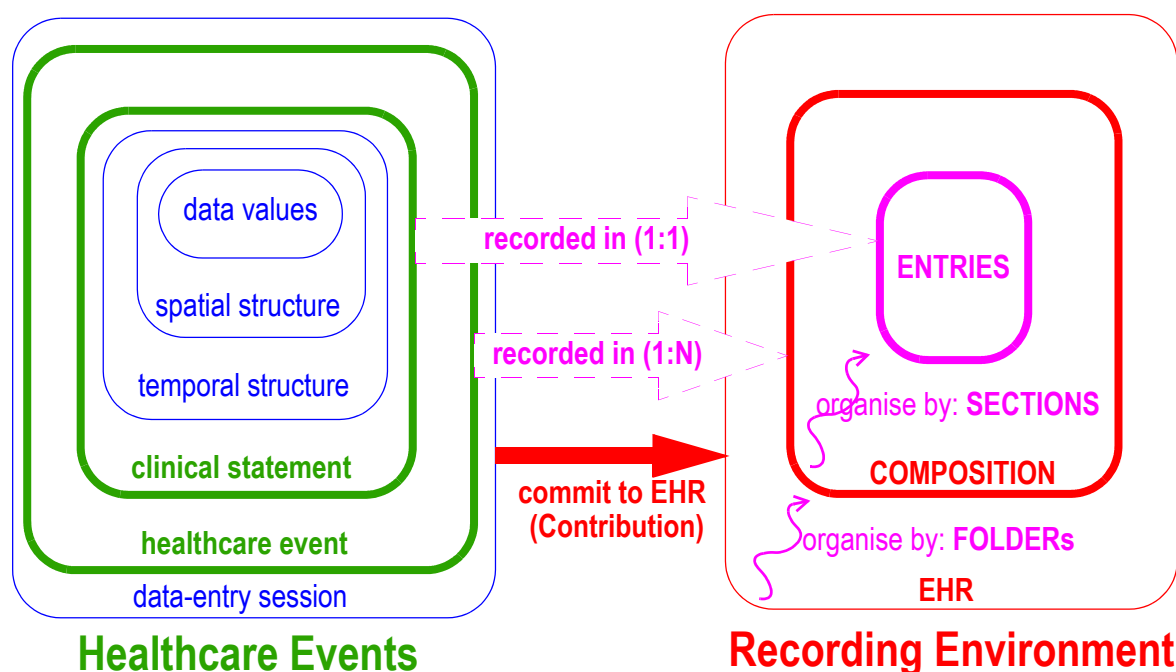 data values
spatial structure
temporal structure
clinical statement
healthcare event
data-entry session
Healthcare Events
recorded in (1:1)
recorded in (1:N)
commit to EHR
(Contribution)
ENTRIES
organise by: SECTIONS
COMPOSITION
organise by: FOLDERs
EHR
Recording Environment